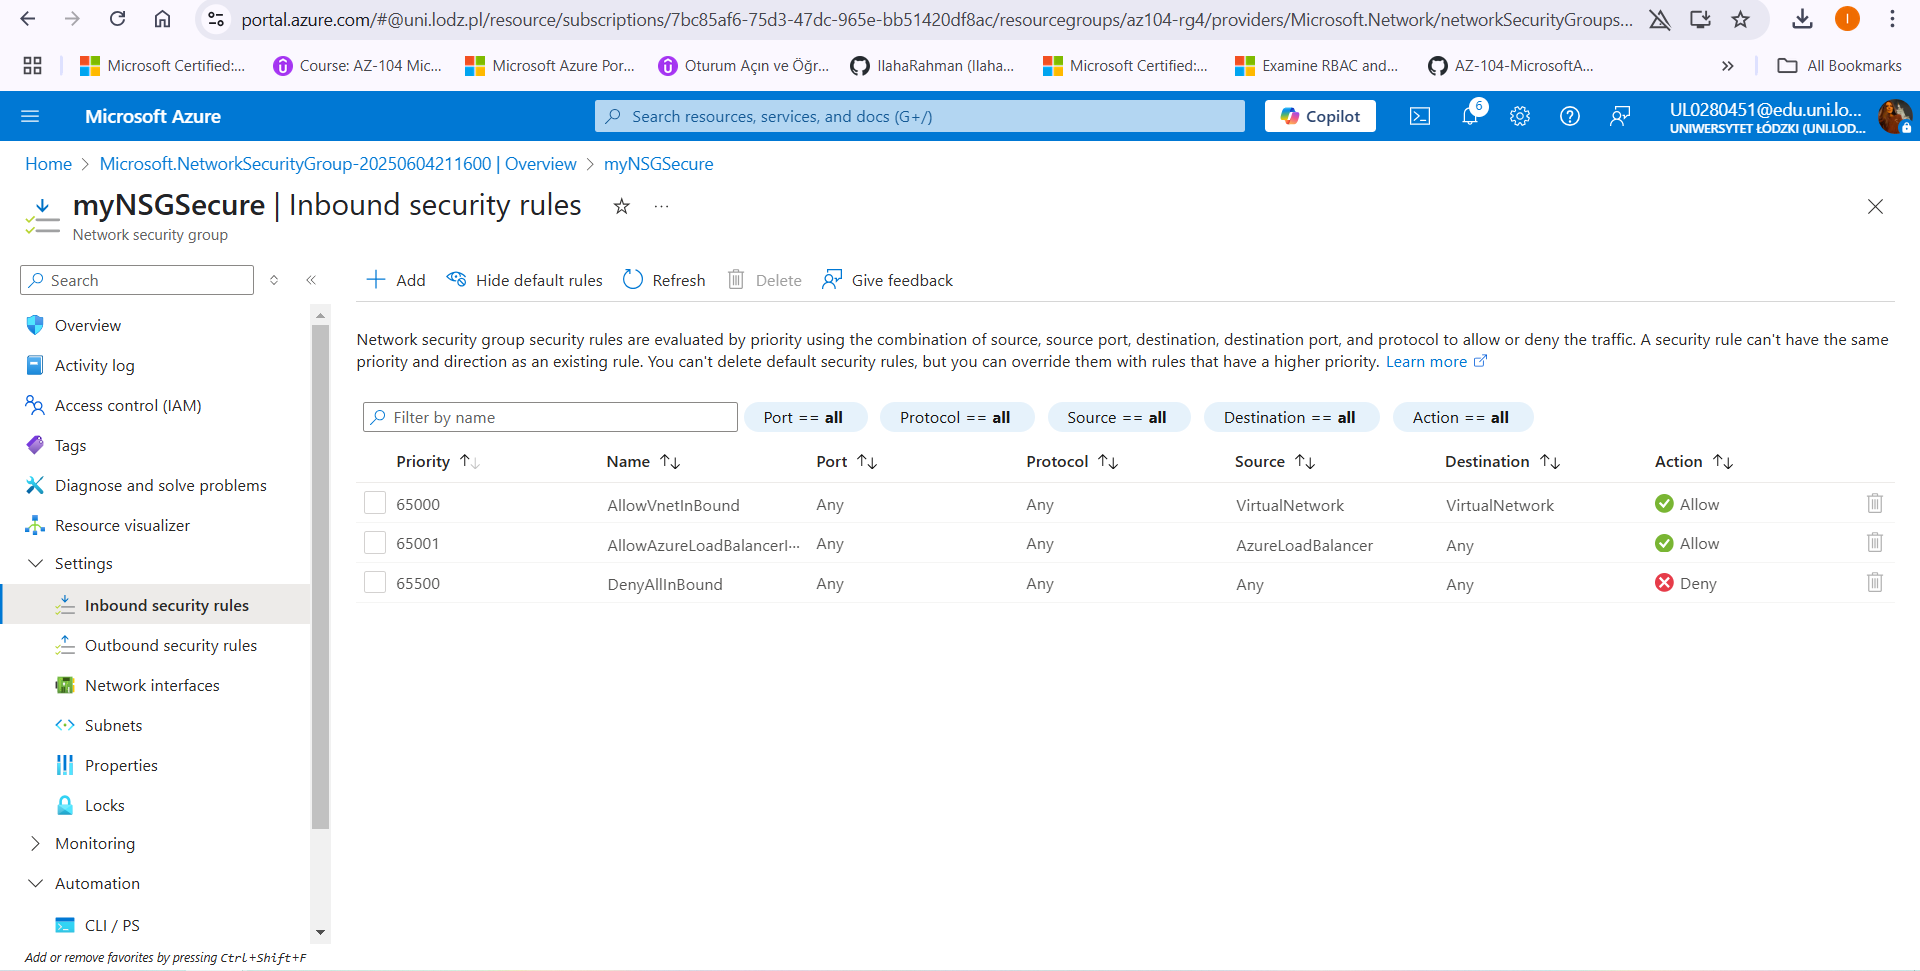 portal.azure.com/#@uni.lodz.pl/resource/subscriptions/7bc85af6-75d3-47dc-965e-bb51420df8ac/resourcegroups/az104-rg4/providers/Microsoft.Network/networkSecurityGroups...
I
Microsoft Certified:...
Course: AZ-104 Mic...
Microsoft Azure Por...
Oturum Açın ve Öğr...
IlahaRahman (Ilaha...
Microsoft Certified:...
Examine RBAC and...
AZ-104-MicrosoftA...
All Bookmarks
Microsoft Azure
Search resources, services, and docs (G+/)
Copilot
6
UL0280451@edu.uni.lo...
UNIWERSYTET ŁÓDZKI (UNI.LOD...
Home > Microsoft.NetworkSecurityGroup-20250604211600 | Overview > myNSGSecure
myNSGSecure | Inbound security rules
Network security group
Search
Add
Hide default rules
Refresh
Delete
Give feedback
Overview
Activity log
Access control (IAM)
Tags
Diagnose and solve problems
Resource visualizer
Settings
Inbound security rules
Outbound security rules
Network interfaces
Subnets
Properties
Locks
Monitoring
Automation
CLI / PS
Add or remove favorites by pressing Ctrl+Shift+F
Network security group security rules are evaluated by priority using the combination of source, source port, destination, destination port, and protocol to allow or deny the traffic. A security rule can't have the same
priority and direction as an existing rule. You can't delete default security rules, but you can override them with rules that have a higher priority. Learn more
Filter by name
Port == all
Protocol == all
Source == all
Destination == all
Action == all
Priority Name Port Protocol Source Destination Action
65000 AllowVnetInBound Any Any VirtualNetwork VirtualNetwork Allow
65001 AllowAzureLoadBalancerI... Any Any AzureLoadBalancer Any Allow
65500 DenyAllInBound Any Any Any Any Deny